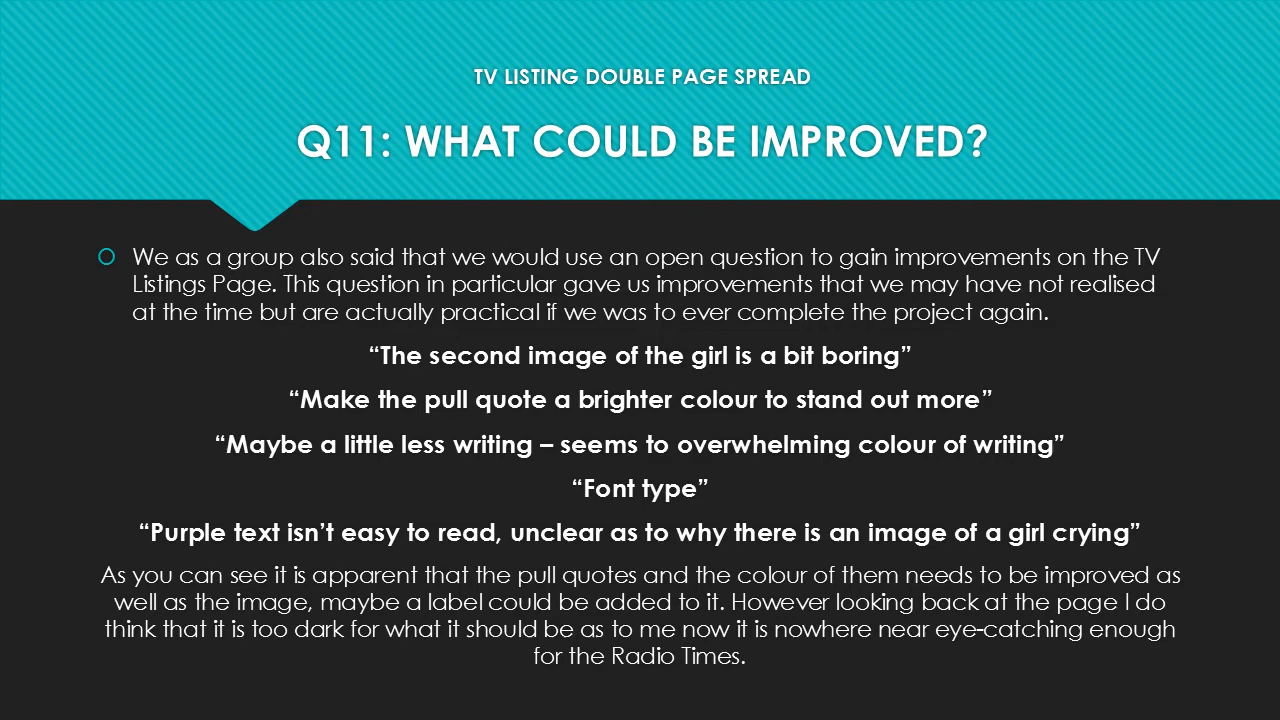 TV LISTING DOUBLE PAGE SPREAD
Q11: WHAT COULD BE IMPROVED?
We as a group also said that we would use an open question to gain improvements on the TV
Listings Page. This question in particular gave us improvements that we may have not realised
at the time but are actually practical if we was to ever complete the project again.
“The second image of the girl is a bit boring”
“Make the pull quote a brighter colour to stand out more”
“Maybe a little less writing – seems to overwhelming colour of writing”
“Font type”
“Purple text isn’t easy to read, unclear as to why there is an image of a girl crying”
As you can see it is apparent that the pull quotes and the colour of them needs to be improved as
well as the image, maybe a label could be added to it. However looking back at the page I do
think that it is too dark for what it should be as to me now it is nowhere near eye-catching enough
for the Radio Times.